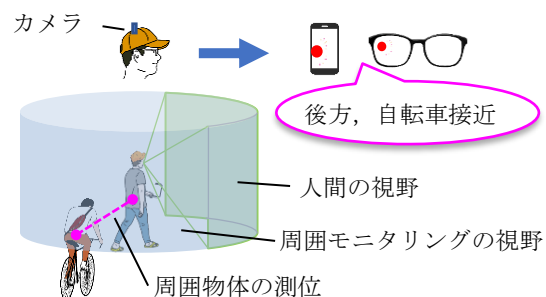 カメラ
後方，自転車接近
人間の視野
周囲モニタリングの視野
周囲物体の測位